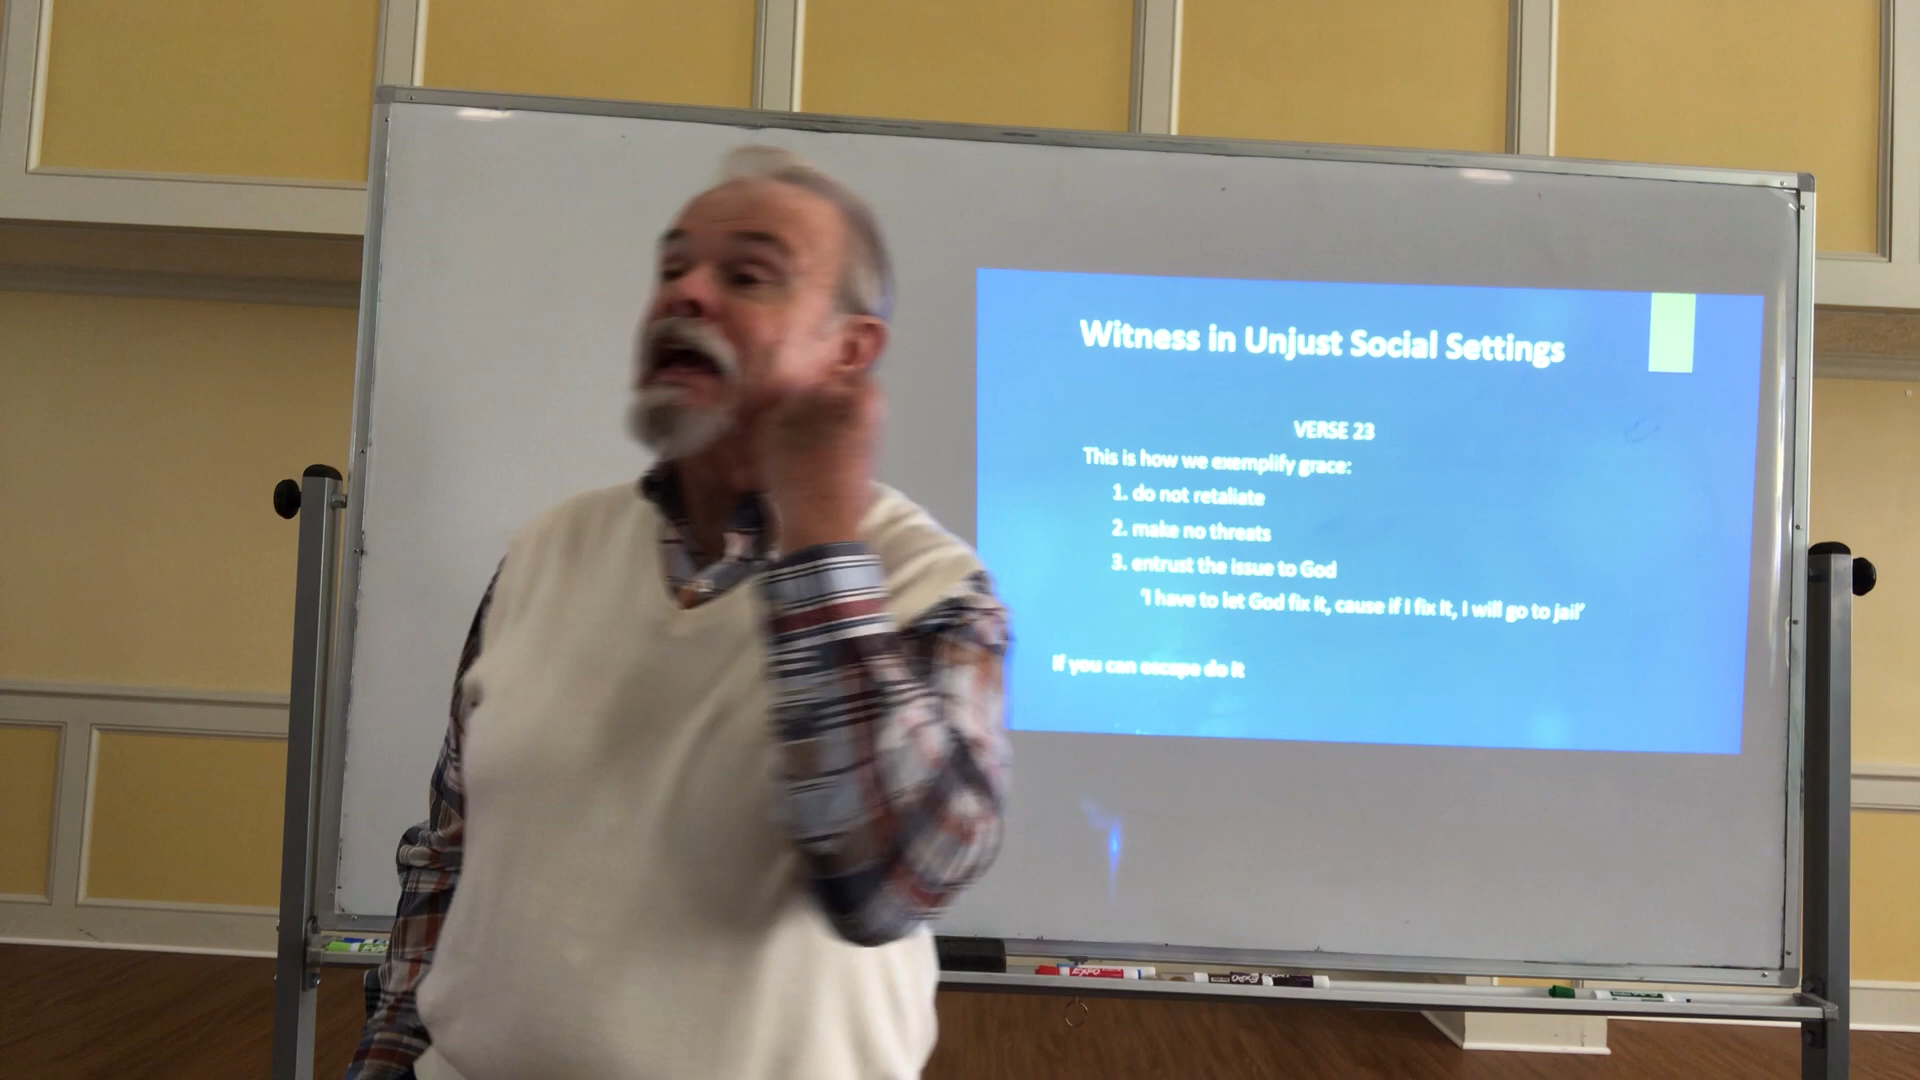 Witness in Unjust Social Settings
VERSE 23
This is how we exemplify grace:
1. do not retaliate
2. make no threats
3. entrust the issue to God
'I have to let God fix it, cause if I fix it, I will go to jail'
If you can escape do it
EXPO
EXPO